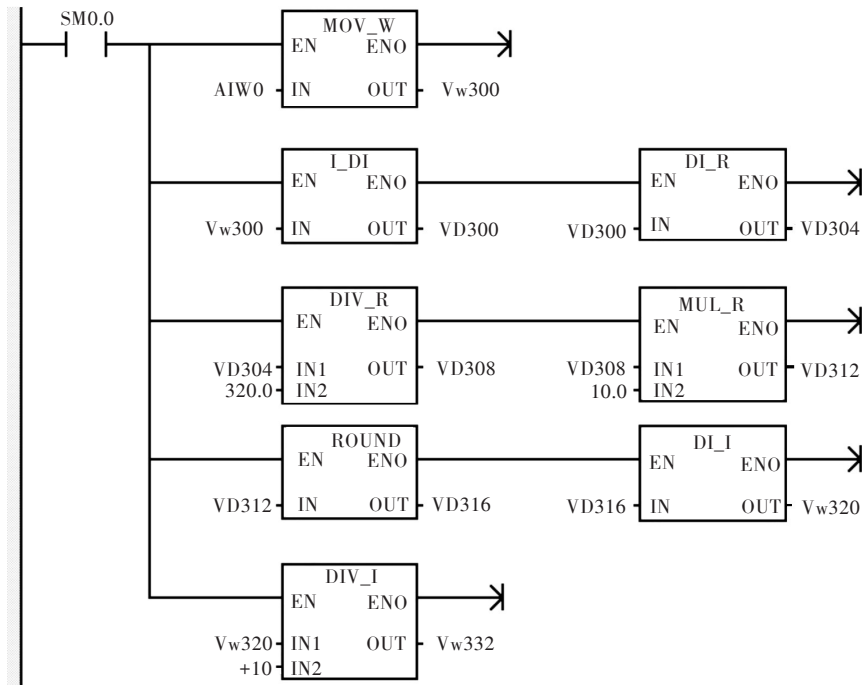 SM0.0
MOV_W
EN ENO
AIW0 IN OUT Vw300
I_DI DI_R
EN ENO EN ENO
Vw300 IN OUT VD300 VD300 IN OUT VD304
DIV_R MUL_R
EN ENO EN ENO
VD304 IN1 OUT VD308 VD308 IN1 OUT VD312
320.0 IN2 10.0 IN2
ROUND DI_I
EN ENO EN ENO
VD312 IN OUT VD316 VD316 IN OUT Vw320
DIV_I
EN ENO
Vw320 IN1 OUT Vw332
+10 IN2